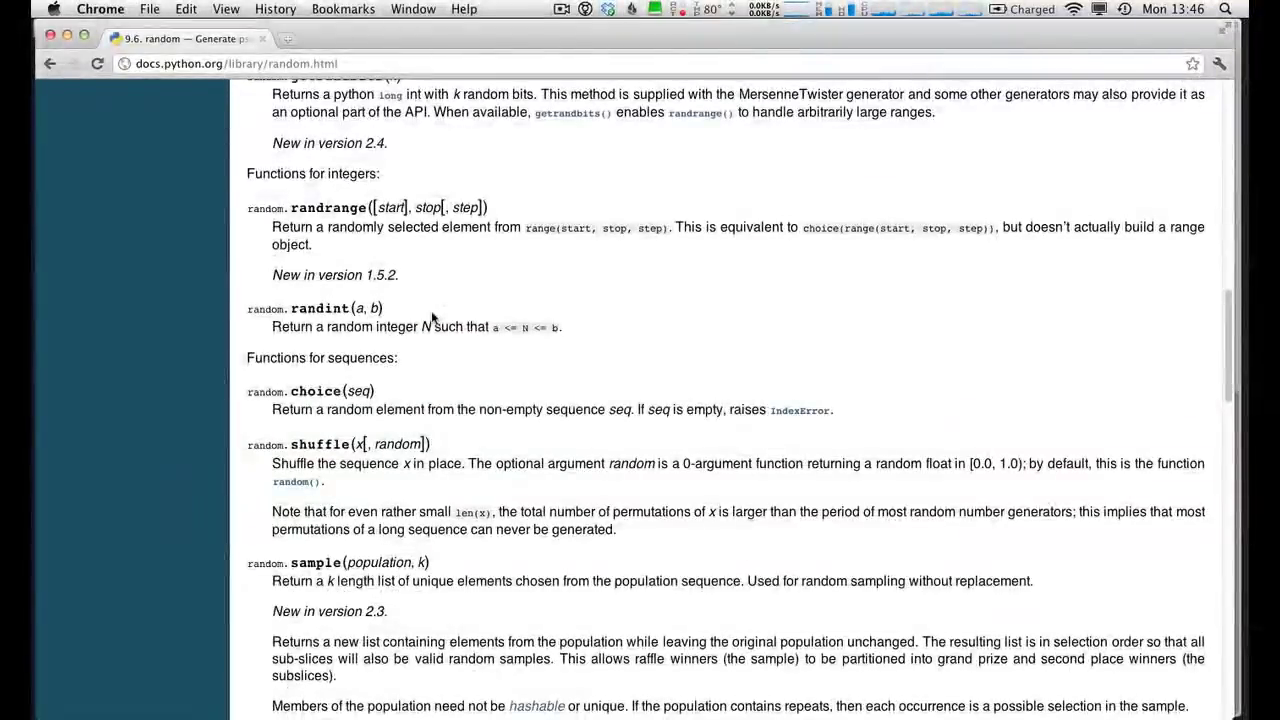 Chrome File Edit View History Bookmarks Window Help 80° 0.0KB/s 0.0KB/s Charged Mon 13:46
9.6. random — Generate ps
docs.python.org/library/random.html
Returns a python long int with k random bits. This method is supplied with the MersenneTwister generator and some other generators may also provide it as
an optional part of the API. When available, getrandbits() enables randrange() to handle arbitrarily large ranges.
New in version 2.4.
Functions for integers:
random.randrange([start], stop[, step])
Return a randomly selected element from range(start, stop, step). This is equivalent to choice(range(start, stop, step)), but doesn't actually build a range
object.
New in version 1.5.2.
random.randint(a, b)
Return a random integer N such that a <= N <= b.
Functions for sequences:
random.choice(seq)
Return a random element from the non-empty sequence seq. If seq is empty, raises IndexError.
random.shuffle(x[, random])
Shuffle the sequence x in place. The optional argument random is a 0-argument function returning a random float in [0.0, 1.0); by default, this is the function
random().
Note that for even rather small len(x), the total number of permutations of x is larger than the period of most random number generators; this implies that most
permutations of a long sequence can never be generated.
random.sample(population, k)
Return a k length list of unique elements chosen from the population sequence. Used for random sampling without replacement.
New in version 2.3.
Returns a new list containing elements from the population while leaving the original population unchanged. The resulting list is in selection order so that all
sub-slices will also be valid random samples. This allows raffle winners (the sample) to be partitioned into grand prize and second place winners (the
subslices).
Members of the population need not be hashable or unique. If the population contains repeats, then each occurrence is a possible selection in the sample.